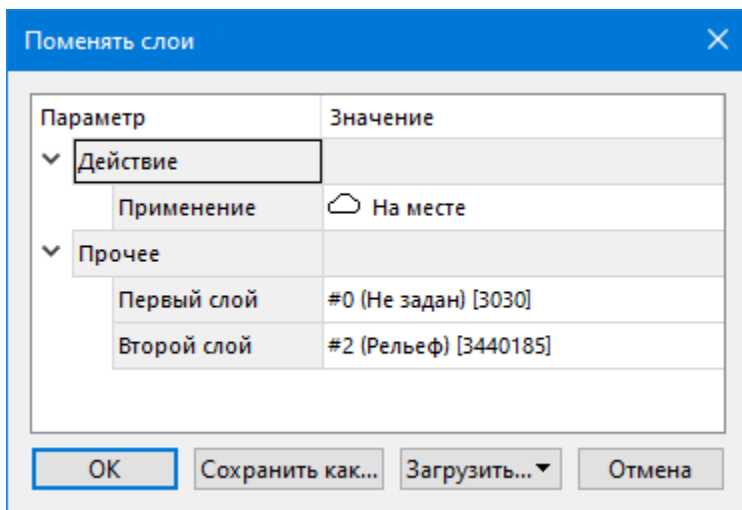 Поменять слои
Параметр Значение
Действие
Применение На месте
Прочее
Первый слой #0 (Не задан) [3030]
Второй слой #2 (Рельеф) [3440185]
OK Сохранить как... Загрузить... Отмена